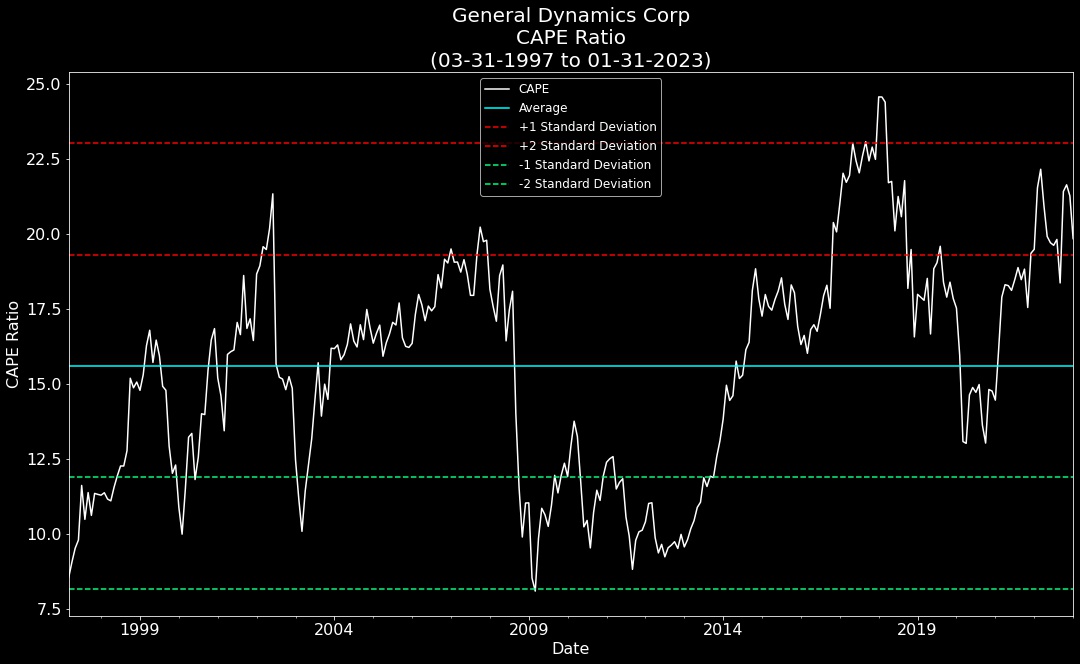 General Dynamics Corp
CAPE Ratio
(03-31-1997 to 01-31-2023)
25.0
22.5
20.0
17.5
15.0
12.5
10.0
7.5
CAPE Ratio
CAPE
Average
+1 Standard Deviation
+2 Standard Deviation
-1 Standard Deviation
-2 Standard Deviation
1999
2004
2009
2014
2019
Date